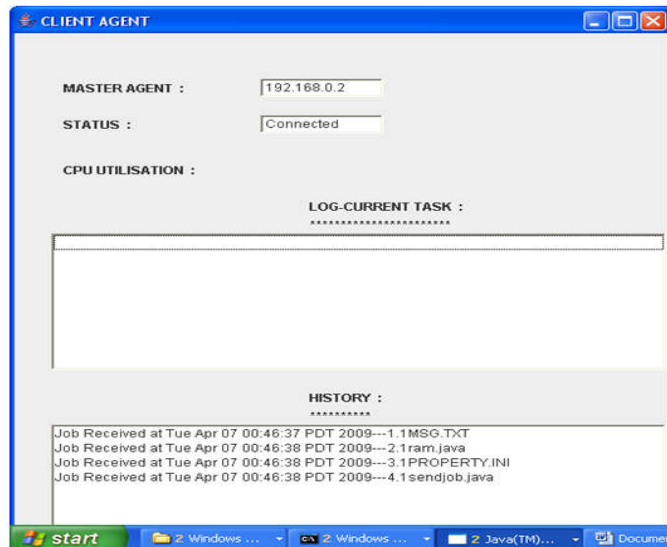 CLIENT AGENT
MASTER AGENT :
192.168.0.2
STATUS :
Connected
CPU UTILISATION :
LOG-CURRENT TASK :
***********************
HISTORY :
**********
Job Received at Tue Apr 07 00:46:37 PDT 2009---1.1MSG.TXT
Job Received at Tue Apr 07 00:46:38 PDT 2009---2.1ram.java
Job Received at Tue Apr 07 00:46:38 PDT 2009---3.1PROPERTY.INI
Job Received at Tue Apr 07 00:46:38 PDT 2009---4.1sendjob.java
start
2 Windows ...
2 Windows ...
2 Java(TM)...
Documen